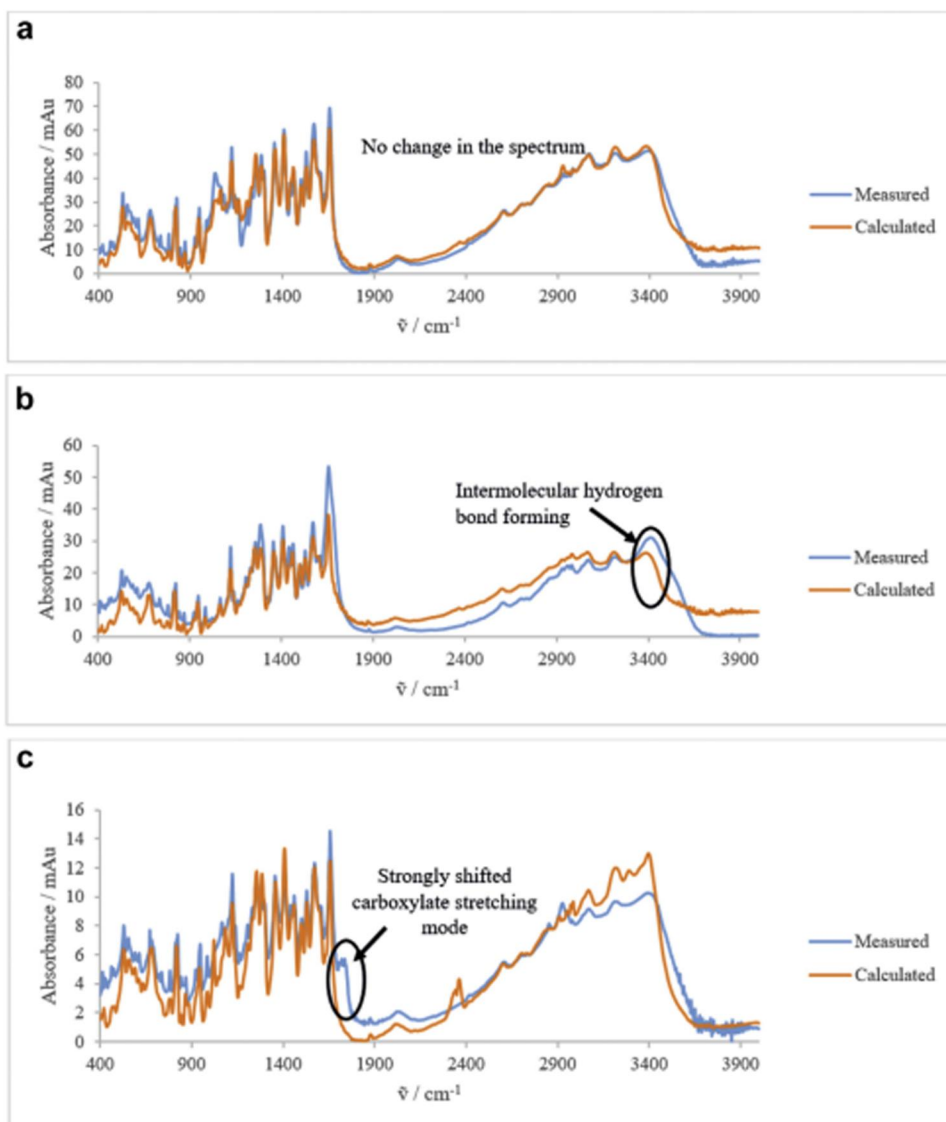 a
80
70
60
50
40
30
20
10
0
Absorbance / mAu
No change in the spectrum
Measured
Calculated
400 900 1400 1900 2400 2900 3400 3900
ṽ / cm-1
b
60
50
40
30
20
10
0
Absorbance / mAu
Intermolecular hydrogen
bond forming
Measured
Calculated
400 900 1400 1900 2400 2900 3400 3900
ṽ / cm-1
c
16
14
12
10
8
6
4
2
0
Absorbance / mAu
Strongly shifted
carboxylate stretching
mode
Measured
Calculated
400 900 1400 1900 2400 2900 3400 3900
ṽ / cm-1